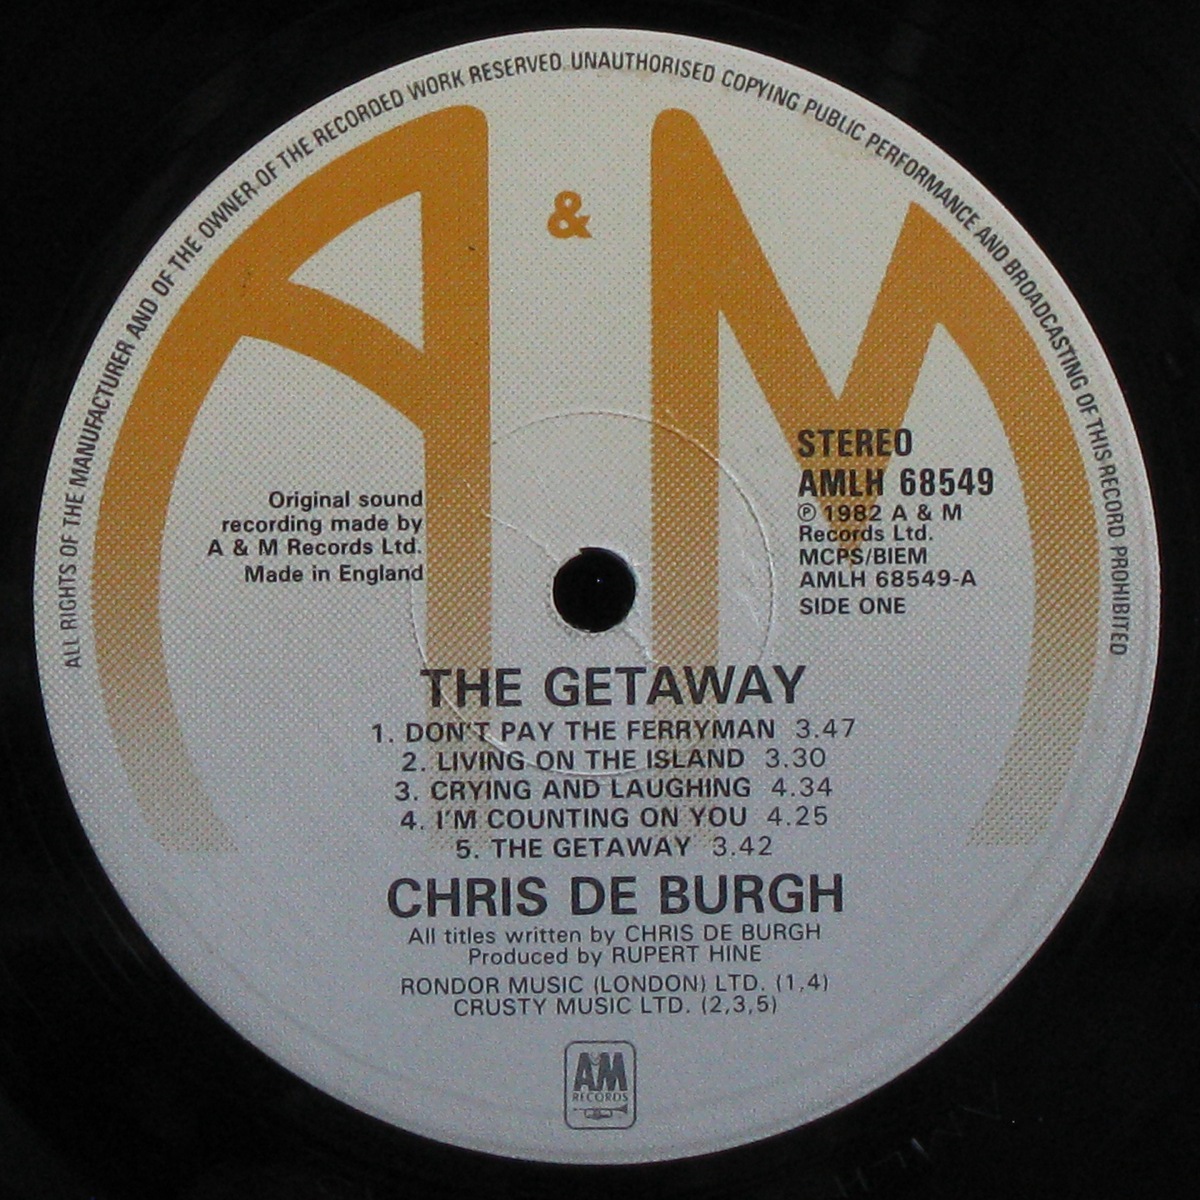 ALL RIGHTS OF THE MANUFACTURER AND OF THE OWNER OF THE RECORDED WORK RESERVED UNAUTHORISED COPYING PUBLIC PERFORMANCE AND BROADCASTING OF THIS RECORD PROHIBITED
A & M
Original sound
recording made by
A & M Records Ltd.
Made in England
STEREO
AMLH 68549
℗ 1982 A & M
Records Ltd.
MCPS/BIEM
AMLH 68549-A
SIDE ONE
THE GETAWAY
1. DON'T PAY THE FERRYMAN 3.47
2. LIVING ON THE ISLAND 3.30
3. CRYING AND LAUGHING 4.34
4. I'M COUNTING ON YOU 4.25
5. THE GETAWAY 3.42
CHRIS DE BURGH
All titles written by CHRIS DE BURGH
Produced by RUPERT HINE
RONDOR MUSIC (LONDON) LTD. (1,4)
CRUSTY MUSIC LTD. (2,3,5)
AM
RECORDS